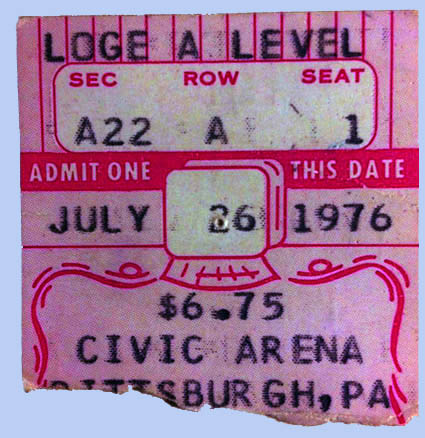 LOGE A LEVEL
SEC ROW SEAT
A22 A 1
ADMIT ONE THIS DATE
JULY 26 1976
$6.75
CIVIC ARENA
PITTSBURGH, PA